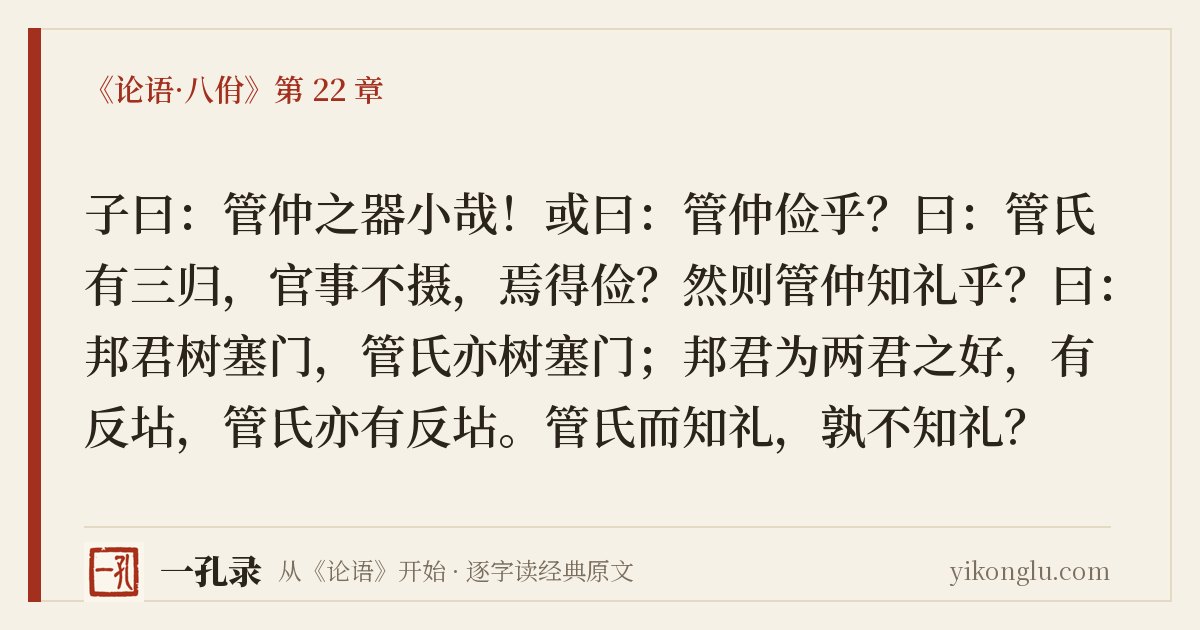 《论语·八佾》第 22 章
子曰：管仲之器小哉！或曰：管仲俭乎？曰：管氏
有三归，官事不摄，焉得俭？然则管仲知礼乎？曰：
邦君树塞门，管氏亦树塞门；邦君为两君之好，有
反坫，管氏亦有反坫。管氏而知礼，孰不知礼？
一孔
一孔录 从《论语》开始 · 逐字读经典原文 yikonglu.com